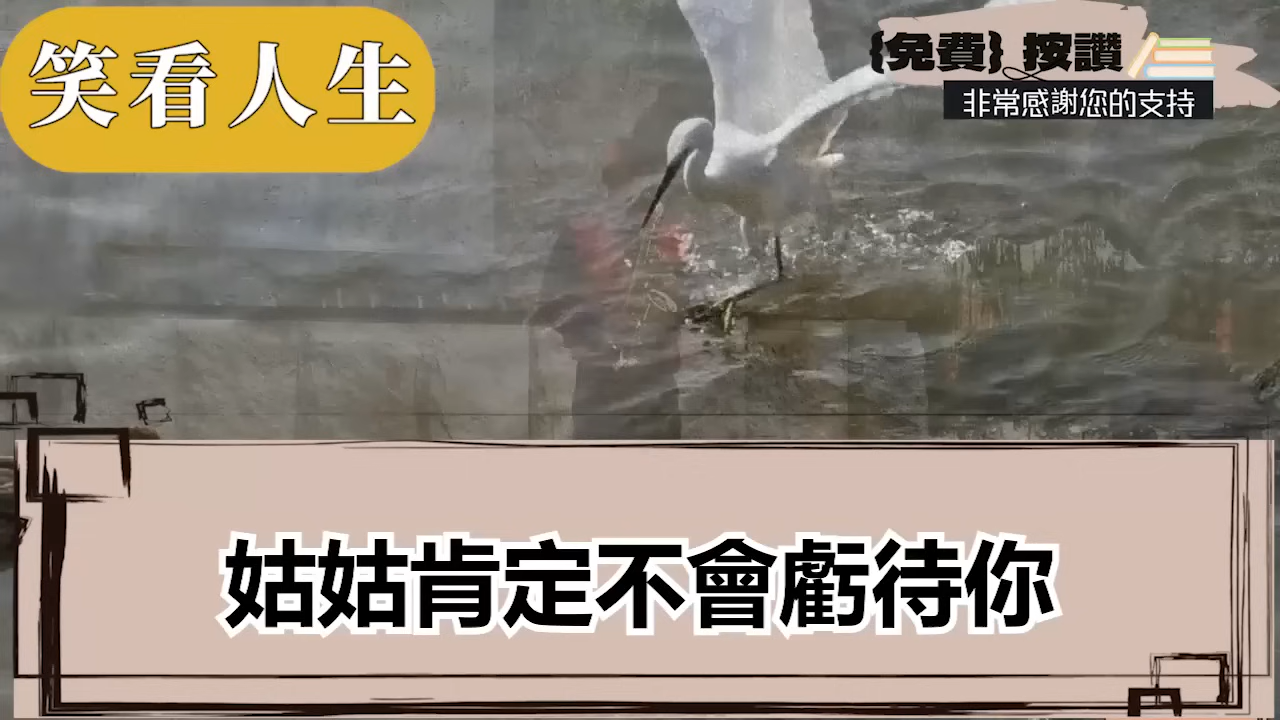 笑看人生
{免費} 按讚
非常感謝您的支持
姑姑肯定不會虧待你